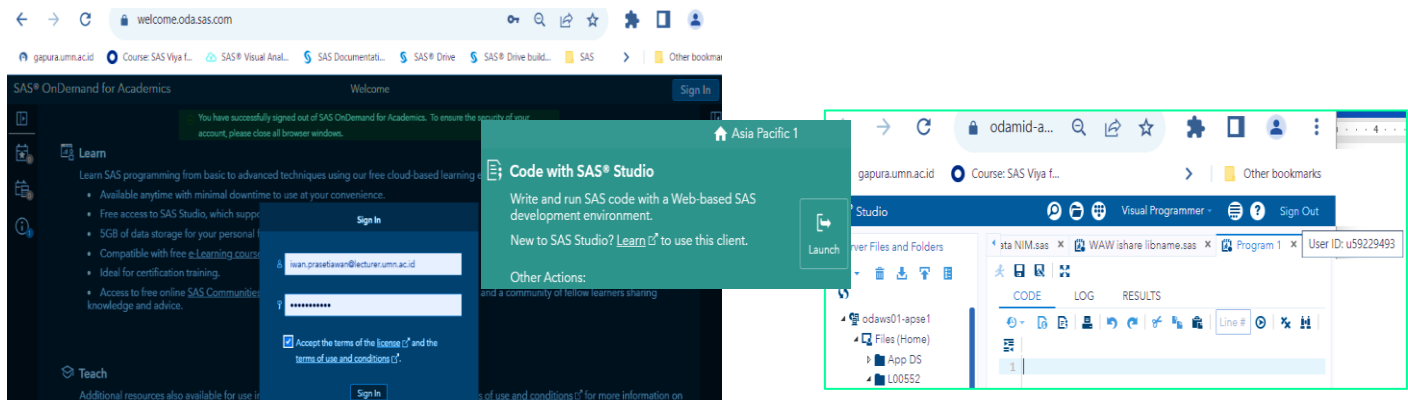 welcome.oda.sas.com
gapura.umn.ac.id Course: SAS Viya f... SAS® Visual Anal... SAS Documentati... SAS® Drive SAS® Drive build... SAS Other bookmar
SAS® OnDemand for Academics Welcome Sign In
You have successfully signed out of SAS OnDemand for Academics. To ensure the security of your
account, please close all browser windows.
Learn
Learn SAS programming from basic to advanced techniques using our free cloud-based learning e
• Available anytime with minimal downtime to use at your convenience.
• Free access to SAS Studio, which suppo
• 5GB of data storage for your personal
• Compatible with free e-Learning course
• Ideal for certification training.
• Access to free online SAS Communities and a community of fellow learners sharing
knowledge and advice.
Sign In
iwan.prasetiawan@lecturer.umn.ac.id
•••••••••••
Accept the terms of the license and the
terms of use and conditions.
Sign In
Teach
Additional resources also available for use in s of use and conditions for more information on
Asia Pacific 1
Code with SAS® Studio
Write and run SAS code with a Web-based SAS
development environment.
New to SAS Studio? Learn to use this client.
Launch
Other Actions:
odamid-a...
gapura.umn.ac.id Course: SAS Viya f... Other bookmarks
4
Studio Visual Programmer Sign Out
rver Files and Folders
ata NIM.sas WAW ishare libname.sas Program 1
User ID: u59229493
CODE LOG RESULTS
Line #
odaws01-apse1
Files (Home)
App DS
L00552
1